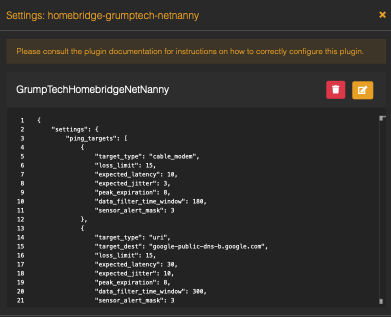 Settings: homebridge-grumptech-netnanny ×
Please consult the plugin documentation for instructions on how to correctly configure this plugin.
GrumpTechHomebridgeNetNanny
1 {
2 "settings": {
3 "ping_targets": [
4 {
5 "target_type": "cable_modem",
6 "loss_limit": 15,
7 "expected_latency": 10,
8 "expected_jitter": 3,
9 "peak_expiration": 8,
10 "data_filter_time_window": 180,
11 "sensor_alert_mask": 3
12 },
13 {
14 "target_type": "uri",
15 "target_dest": "google-public-dns-b.google.com",
16 "loss_limit": 15,
17 "expected_latency": 30,
18 "expected_jitter": 10,
19 "peak_expiration": 8,
20 "data_filter_time_window": 300,
21 "sensor_alert_mask": 3